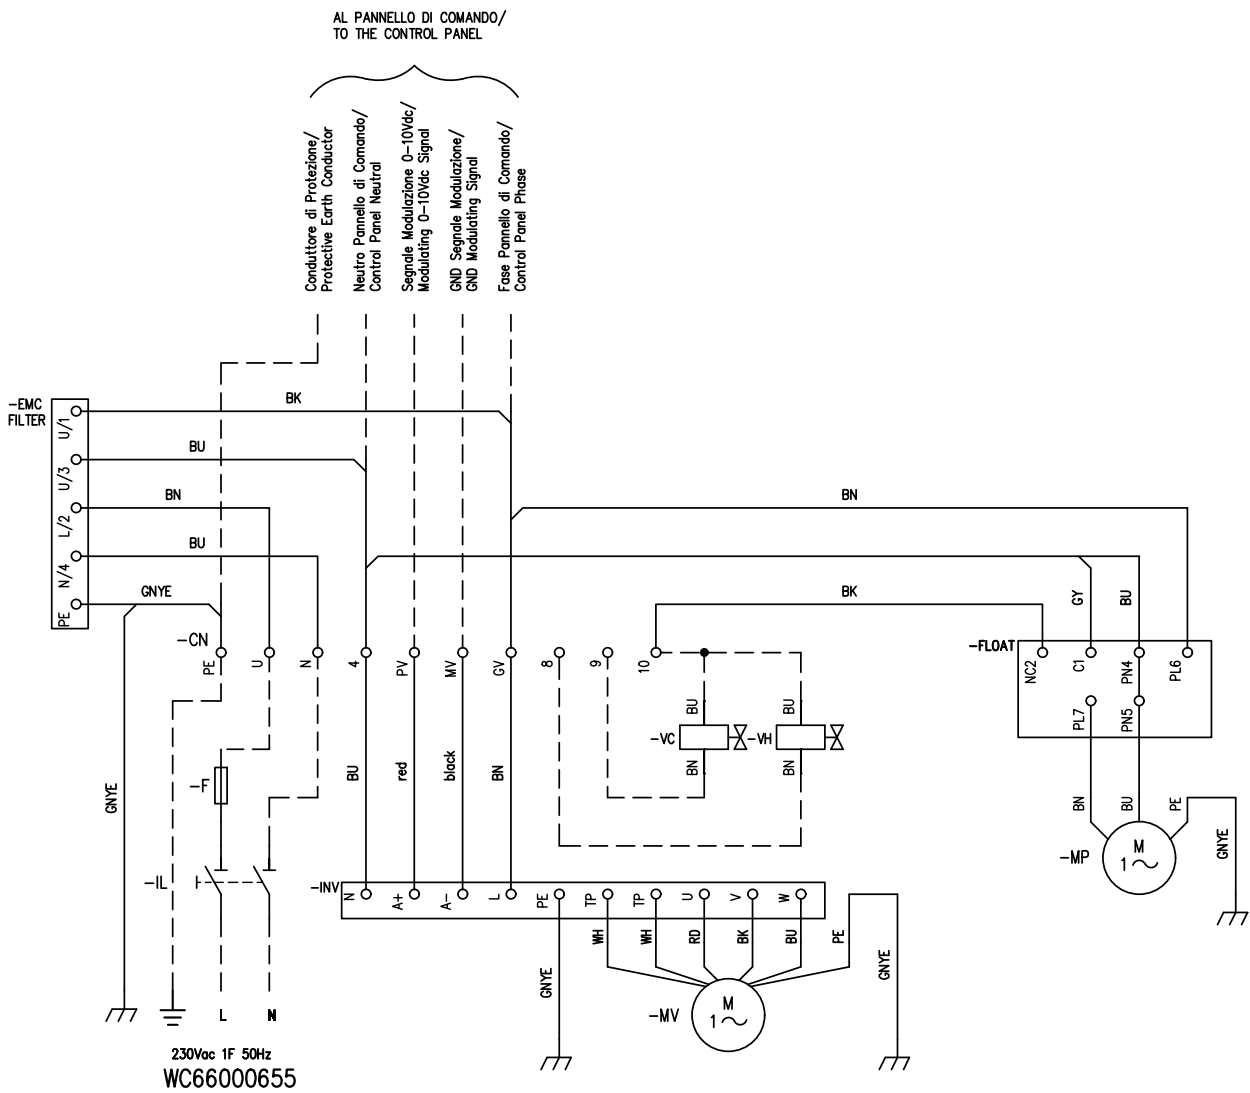 AL PANNELLO DI COMANDO/
TO THE CONTROL PANEL
Conduttore di Protezione/
Protective Earth Conductor
Neutro Pannello di Comando/
Control Panel Neutral
Segnale Modulazione 0-10Vdc/
Modulating 0-10Vdc Signal
GND Segnale Modulazione/
GND Modulating Signal
Fase Pannello di Comando/
Control Panel Phase
-EMC
FILTER
U/1
U/3
L/2
N/4
PE
BK
BU
BN
BU
GNYE
BN
BK
GY
BU
-CN
PE
U
N
4
PV
MV
GV
8
9
10
-FLOAT
NC2
C1
PN4
PL6
PL7
PN5
BU
BU
-VC
-VH
BN
BN
-F
GNYE
BU
red
black
BN
BN
BU
PE
GNYE
-MP
M
1~
-IL
-INV
N
A+
A-
L
PE
TP
TP
U
V
W
WH
WH
RD
BK
BU
PE
GNYE
GNYE
-MV
M
1~
L
N
230Vac 1F 50Hz
WC66000655